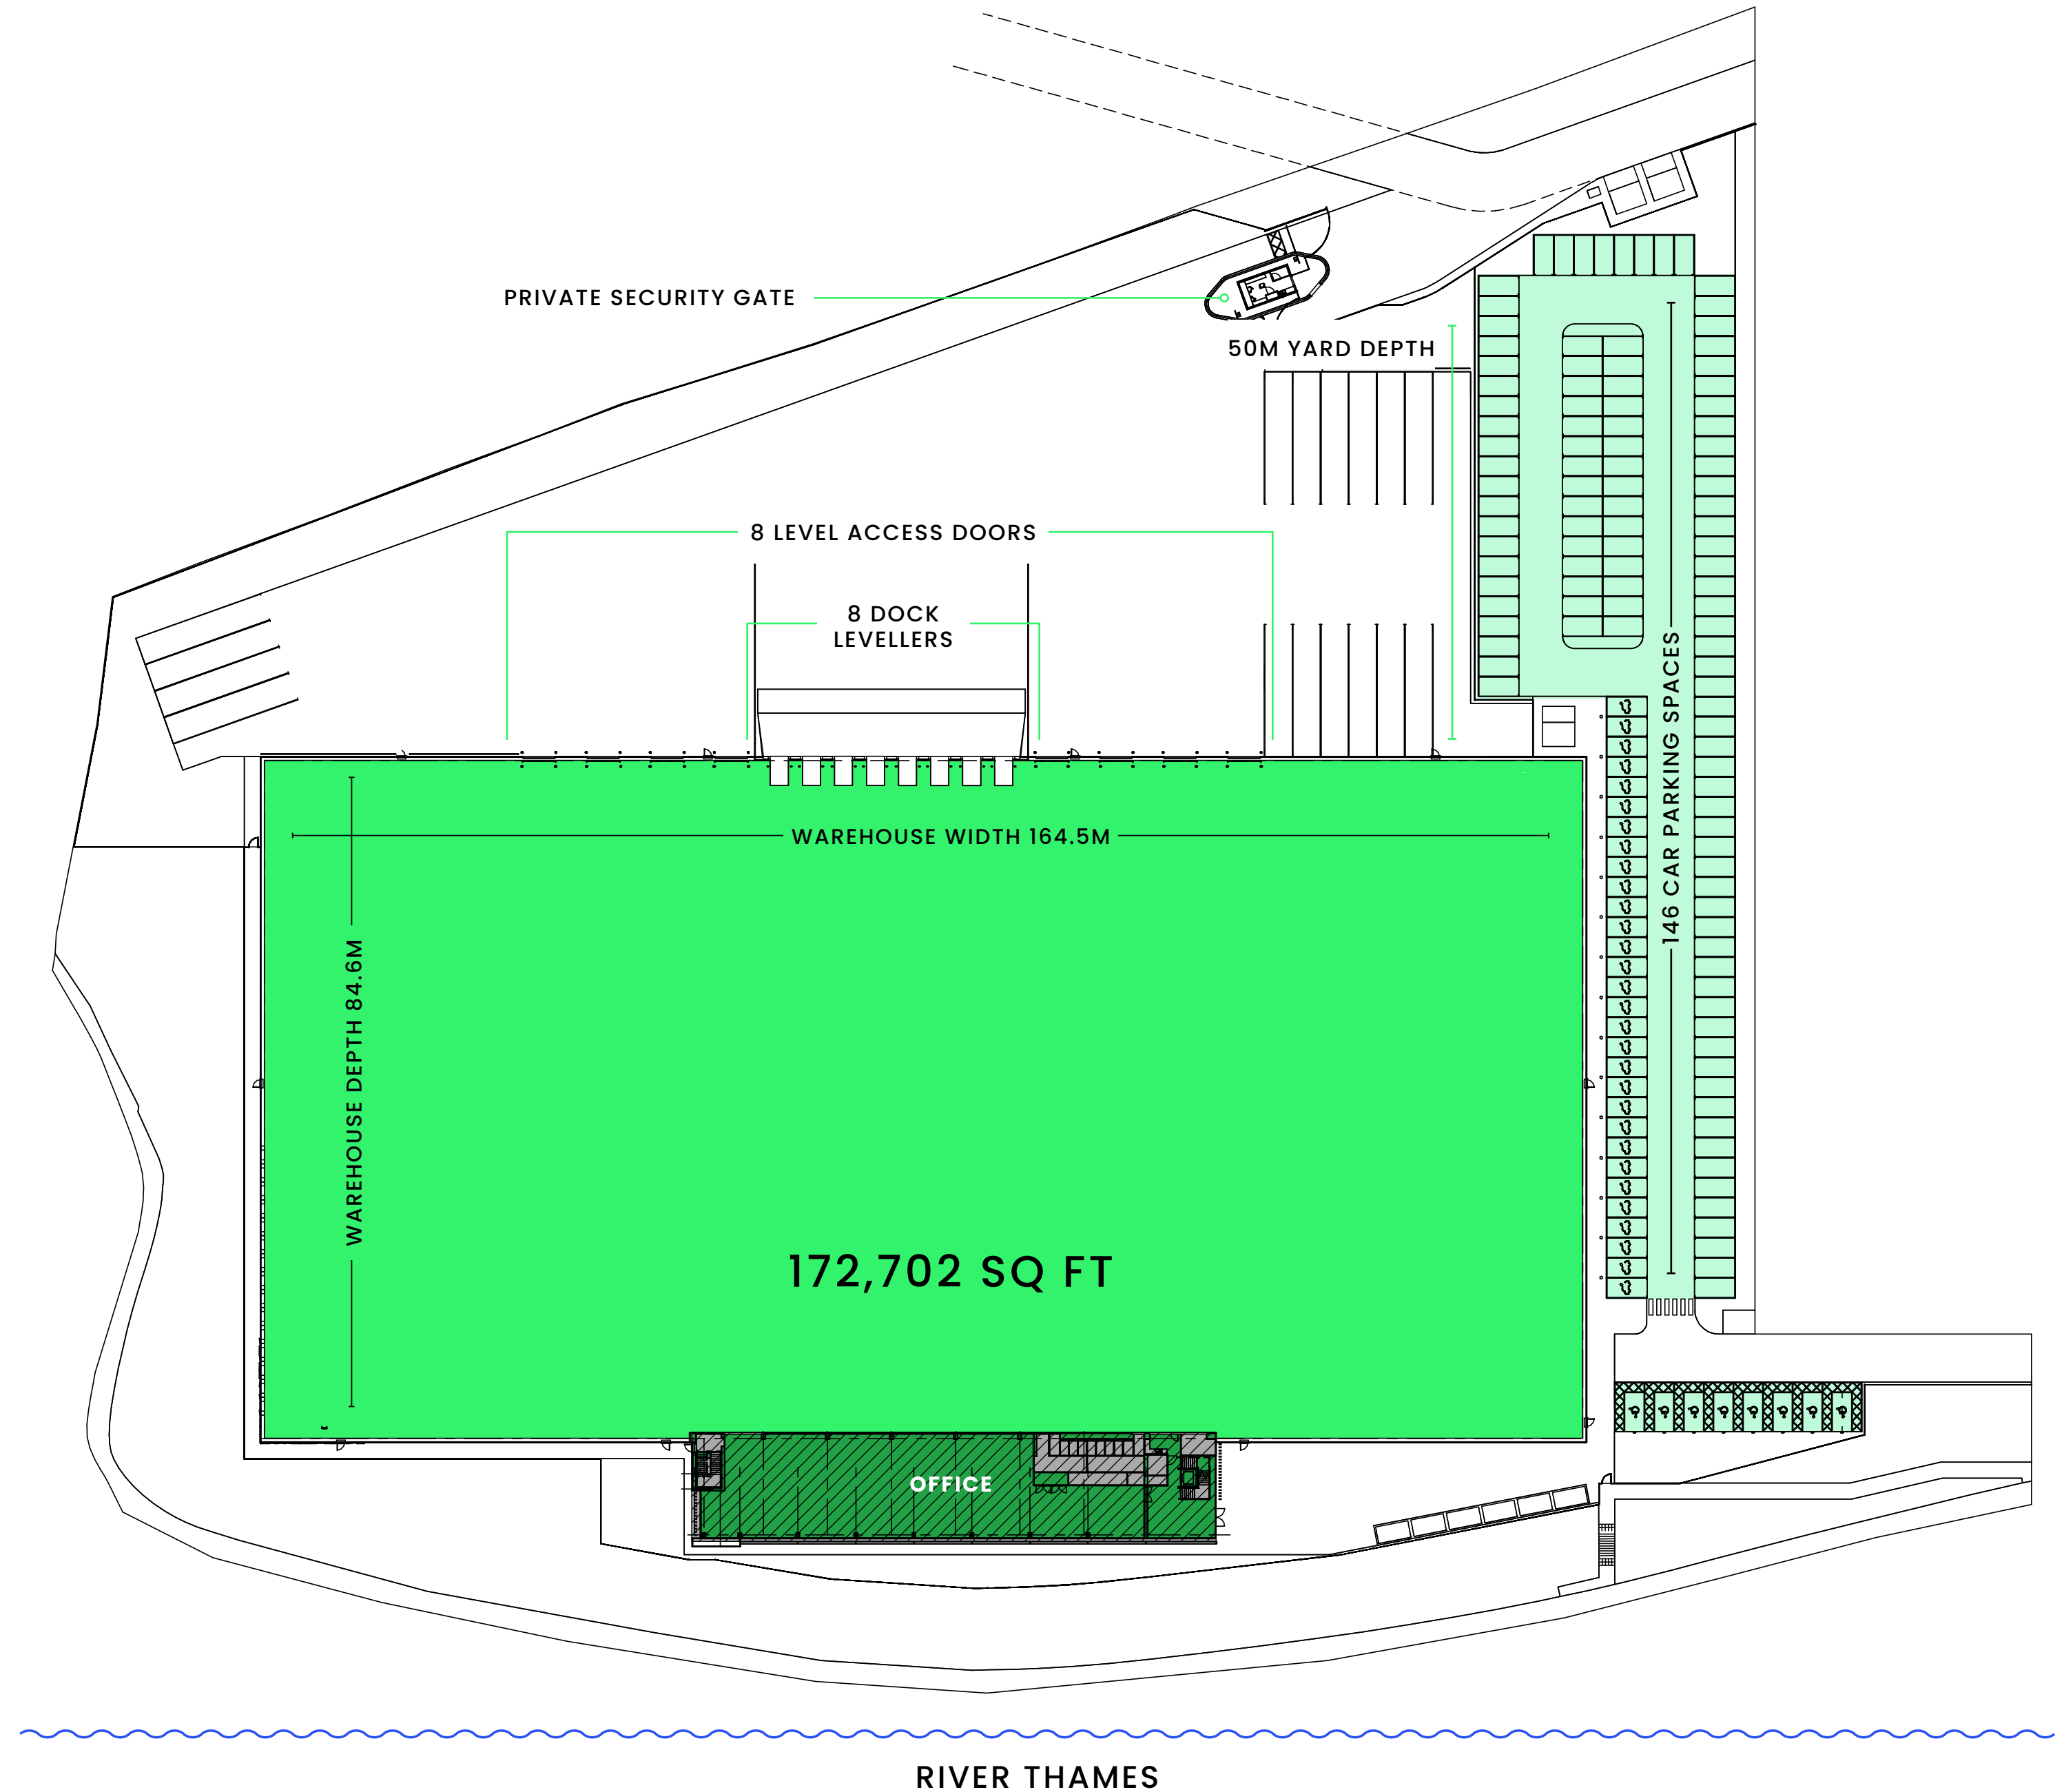 PRIVATE SECURITY GATE
50M YARD DEPTH
8 LEVEL ACCESS DOORS
8 DOCK
LEVELLERS
146 CAR PARKING SPACES
WAREHOUSE WIDTH 164.5M
WAREHOUSE DEPTH 84.6M
172,702 SQ FT
OFFICE
RIVER THAMES